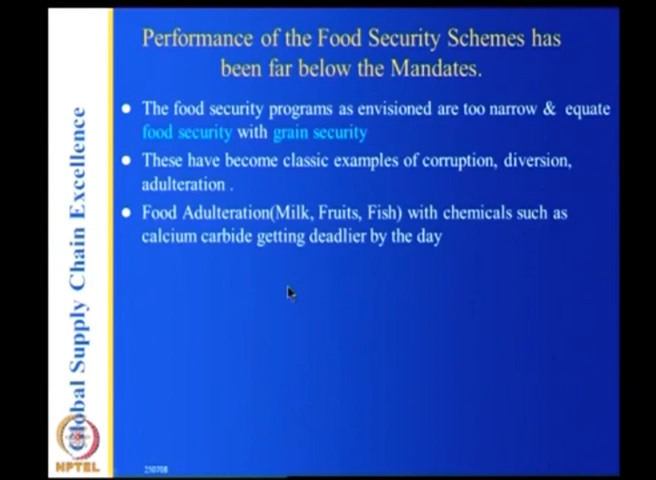 Performance of the Food Security Schemes has
been far below the Mandates.
The food security programs as envisioned are too narrow & equate
food security with grain security
These have become classic examples of corruption, diversion,
adulteration .
Food Adulteration(Milk, Fruits, Fish) with chemicals such as
calcium carbide getting deadlier by the day
Global Supply Chain Excellence
NPTEL
250708